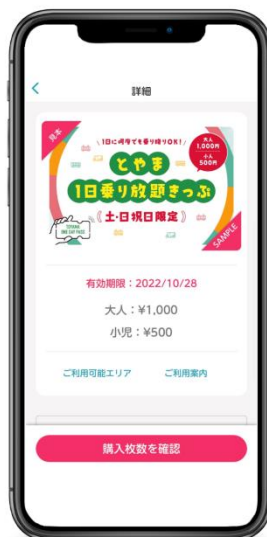 詳細
見本
1日に何度でも乗り降りOK!
大人
1,000円
小人
500円
とやま
1日乗り放題きっぷ
《土・日祝日限定》
TOYAMA
ONE DAY PASS
SAMPLE
有効期限：2022/10/28
大人：¥1,000
小児：¥500
ご利用可能エリア
ご利用案内
購入枚数を確認